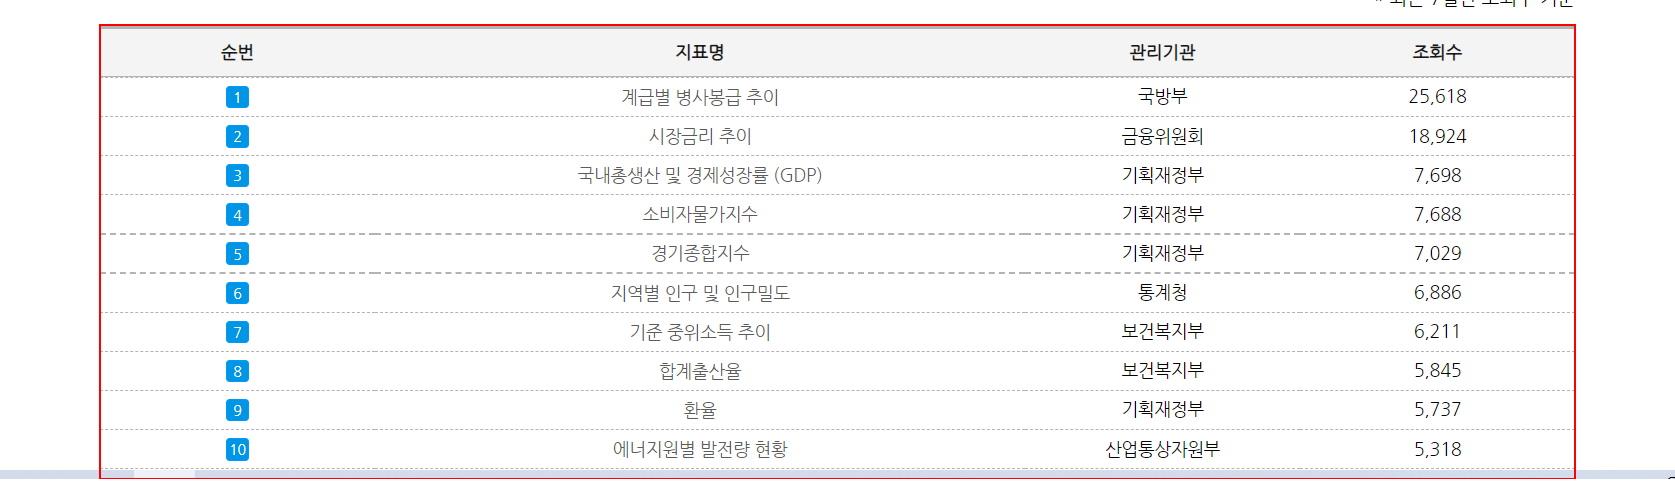 순번 지표명 관리기관 조회수
1 계급별 병사봉급 추이 국방부 25,618
2 시장금리 추이 금융위원회 18,924
3 국내총생산 및 경제성장률 (GDP) 기획재정부 7,698
4 소비자물가지수 기획재정부 7,688
5 경기종합지수 기획재정부 7,029
6 지역별 인구 및 인구밀도 통계청 6,886
7 기준 중위소득 추이 보건복지부 6,211
8 합계출산율 보건복지부 5,845
9 환율 기획재정부 5,737
10 에너지원별 발전량 현황 산업통상자원부 5,318